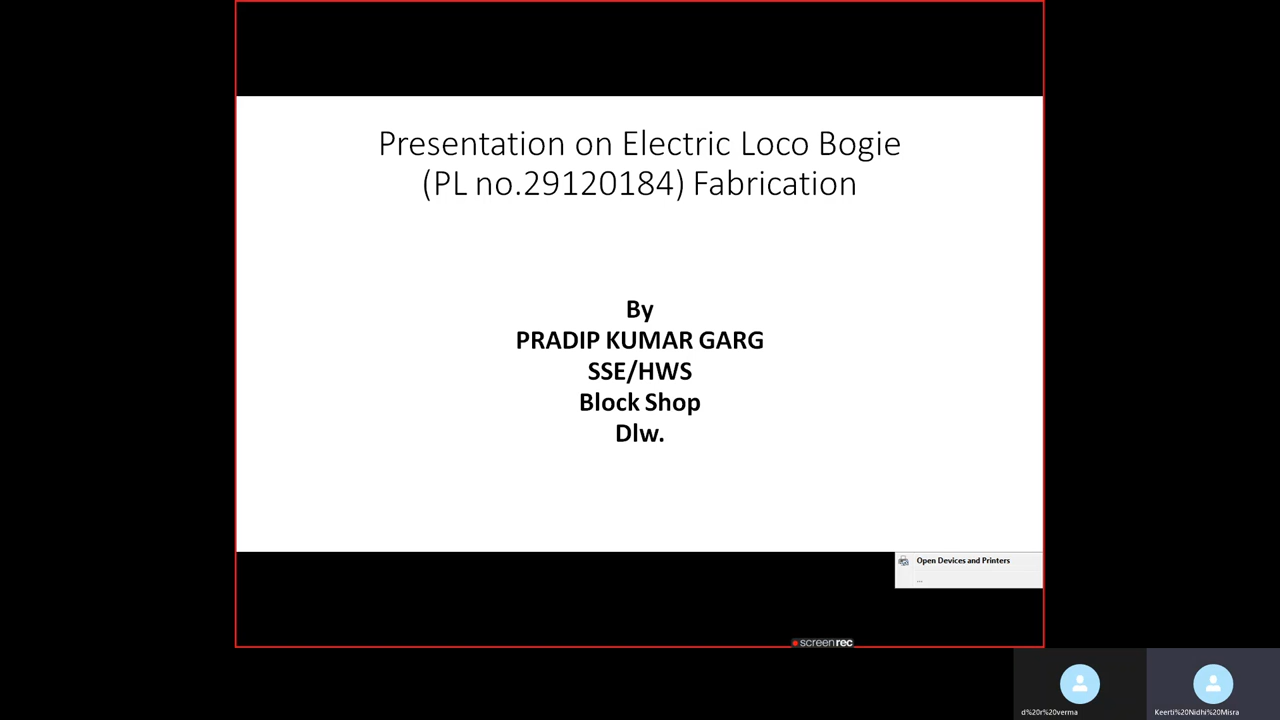 Presentation on Electric Loco Bogie
(PL no.29120184) Fabrication
By
PRADIP KUMAR GARG
SSE/HWS
Block Shop
Dlw.
Open Devices and Printers
...
screenrec
d%20r%20verma
Keerti%20Nidhi%20Misra